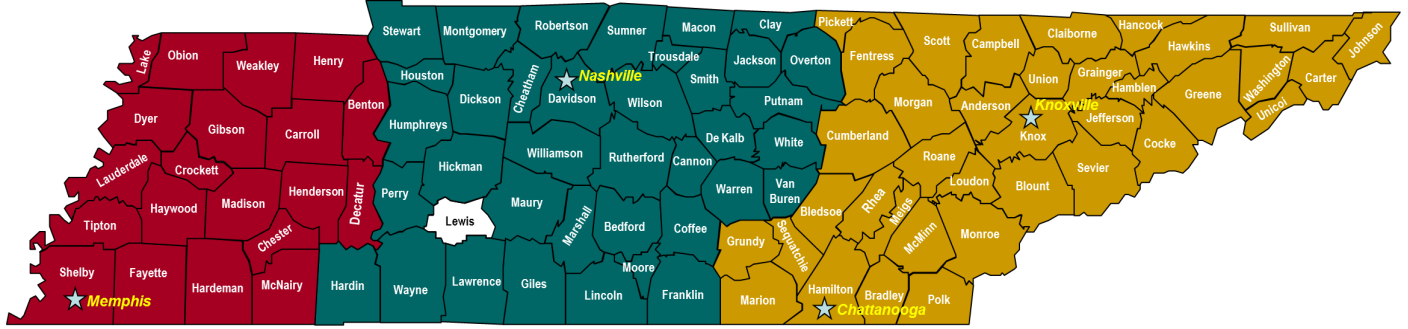 Lake
Obion
Weakley
Henry
Stewart
Montgomery
Robertson
Sumner
Macon
Clay
Pickett
Fentress
Scott
Campbell
Claiborne
Hancock
Hawkins
Sullivan
Johnson
Houston
Dickson
Cheatham
Nashville
Davidson
Trousdale
Wilson
Smith
Jackson
Overton
Union
Grainger
Hamblen
Greene
Washington
Carter
Unicoi
Benton
Dyer
Gibson
Carroll
Humphreys
Putnam
Morgan
Anderson
Knoxville
Knox
Jefferson
Cocke
Lauderdale
Crockett
Hickman
Williamson
Rutherford
Cannon
De Kalb
White
Cumberland
Roane
Loudon
Blount
Sevier
Tipton
Haywood
Madison
Henderson
Decatur
Perry
Lewis
Maury
Marshall
Bedford
Coffee
Warren
Van
Buren
Bledsoe
Rhea
Meigs
McMinn
Monroe
Chester
Grundy
Sequatchie
Shelby
Memphis
Fayette
Hardeman
McNairy
Hardin
Wayne
Lawrence
Giles
Moore
Lincoln
Franklin
Marion
Hamilton
Chattanooga
Bradley
Polk